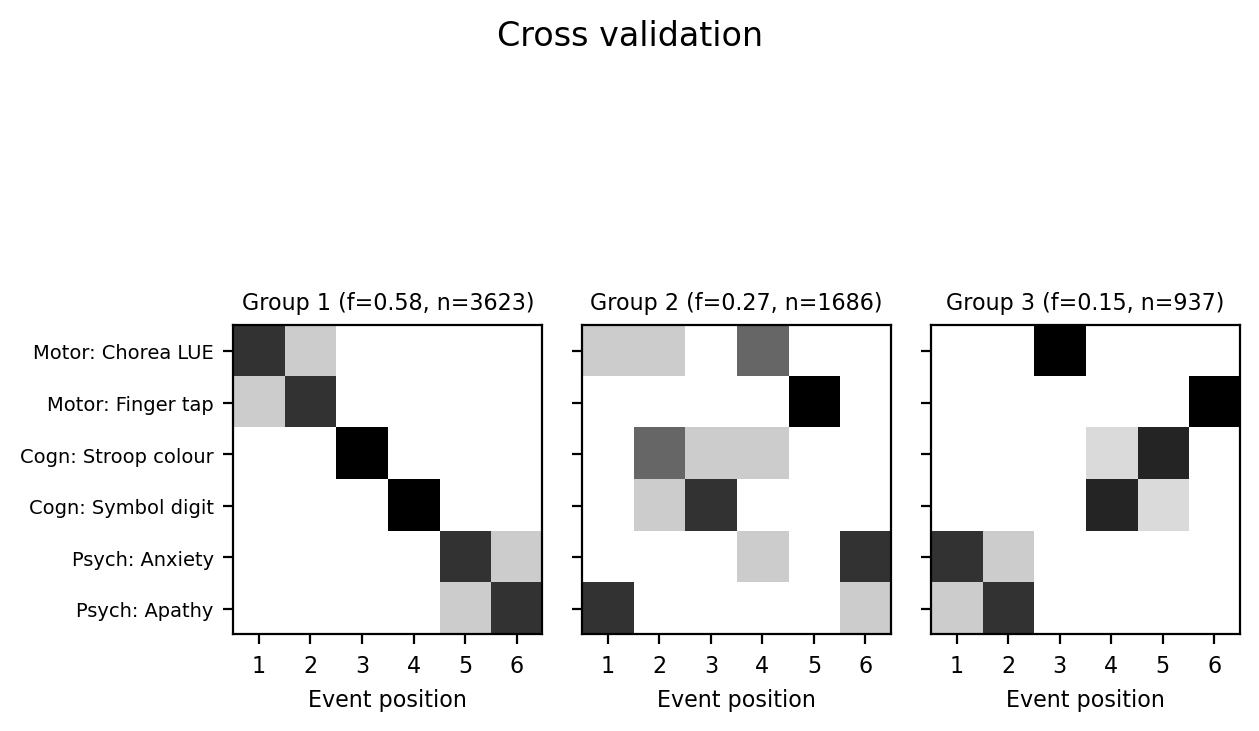 Cross validation
Group 1 (f=0.58, n=3623)
Group 2 (f=0.27, n=1686)
Group 3 (f=0.15, n=937)
Motor: Chorea LUE
Motor: Finger tap
Cogn: Stroop colour
Cogn: Symbol digit
Psych: Anxiety
Psych: Apathy
1 2 3 4 5 6
1 2 3 4 5 6
1 2 3 4 5 6
Event position
Event position
Event position